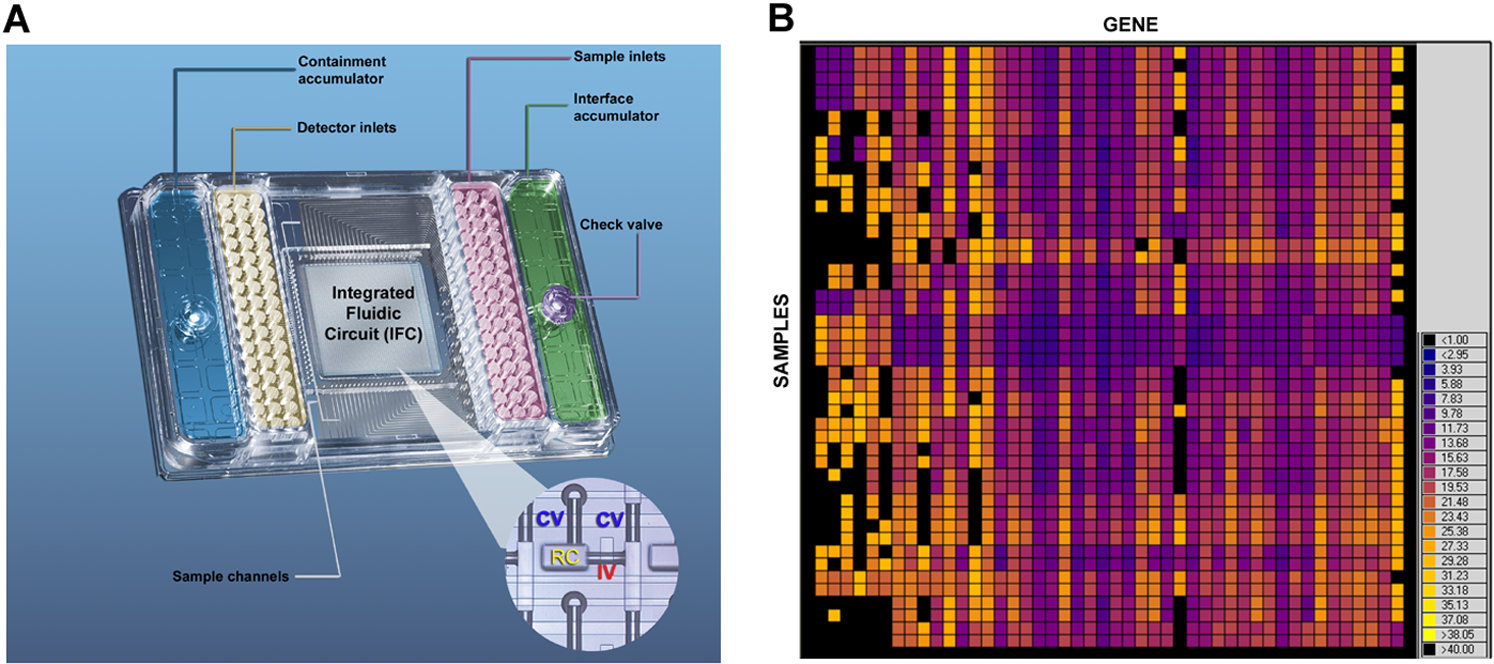 A
Containment
accumulator
Detector inlets
Sample inlets
Interface
accumulator
Check valve
Integrated
Fluidic
Circuit (IFC)
Sample channels
CV
CV
RC
IV
B
GENE
SAMPLES
<1.00
<2.95
3.93
5.88
7.83
9.78
11.73
13.68
15.63
17.58
19.53
21.48
23.43
25.38
27.33
29.28
31.23
33.18
35.13
37.08
>38.05
>40.00